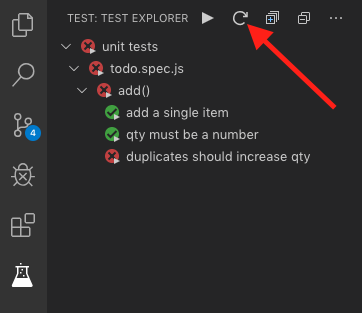 TEST: TEST EXPLORER
unit tests
todo.spec.js
add()
add a single item
4
qty must be a number
duplicates should increase qty